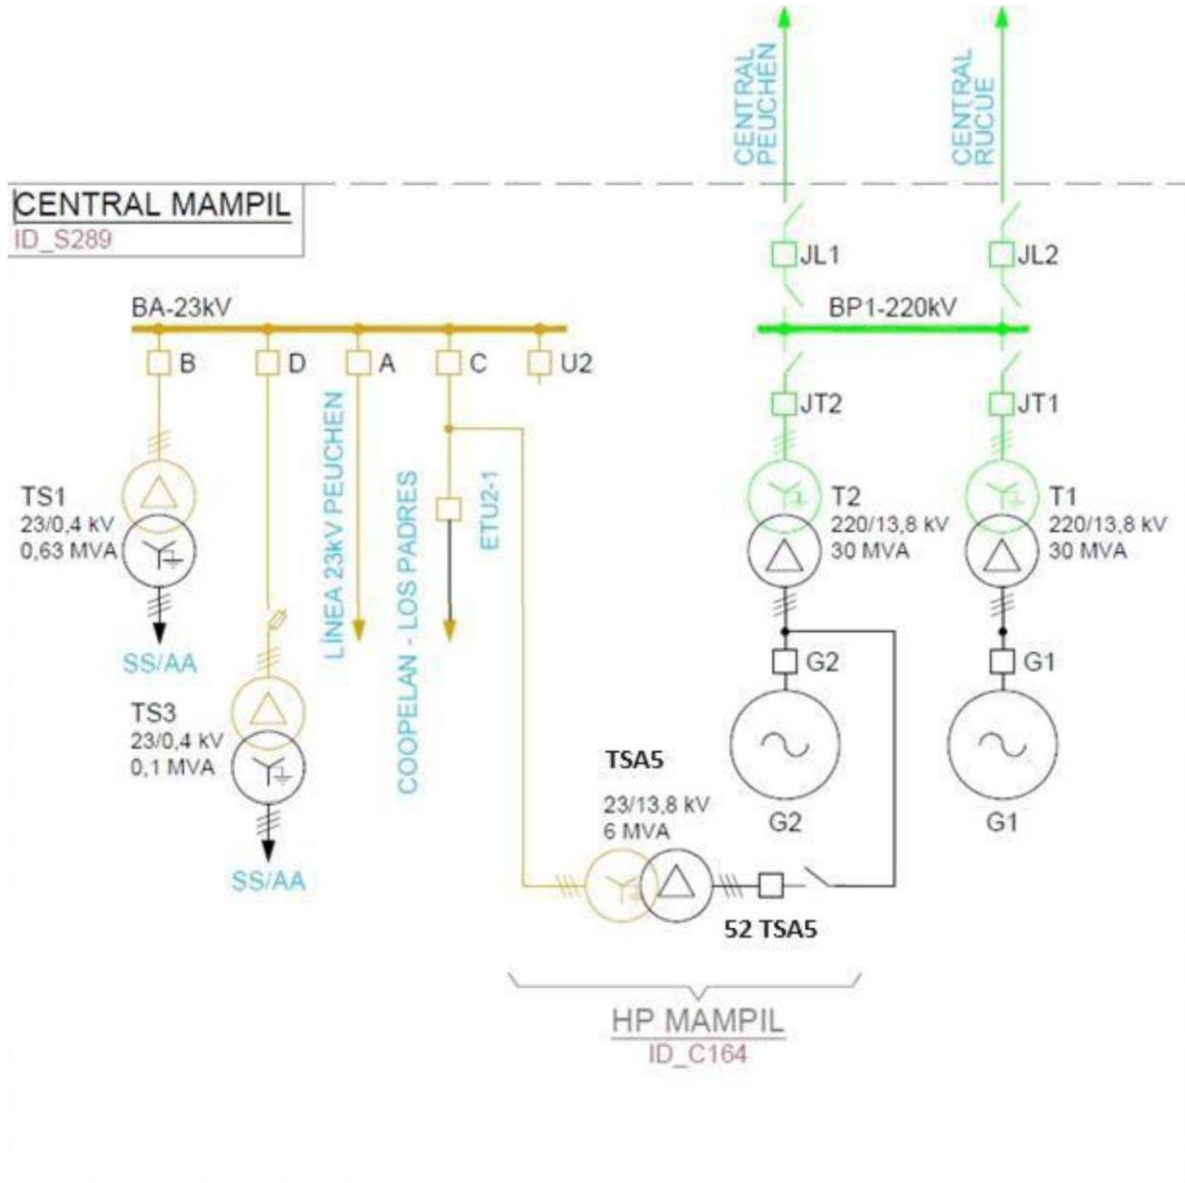 CENTRAL
PEUCHÉN
CENTRAL
RUCUE
CENTRAL MAMPIL
ID_S289
JL1
JL2
BA-23kV
BP1-220kV
B
D
A
C
U2
JT2
JT1
LÍNEA 23kV PEUCHEN
COOPELAN - LOS PADRES
ETU2-1
TS1
23/0,4 kV
0,63 MVA
T2
220/13,8 kV
30 MVA
T1
220/13,8 kV
30 MVA
SS/AA
G2
G1
TS3
23/0,4 kV
0,1 MVA
TSA5
23/13,8 kV
6 MVA
G2
G1
SS/AA
52 TSA5
HP MAMPIL
ID_C164